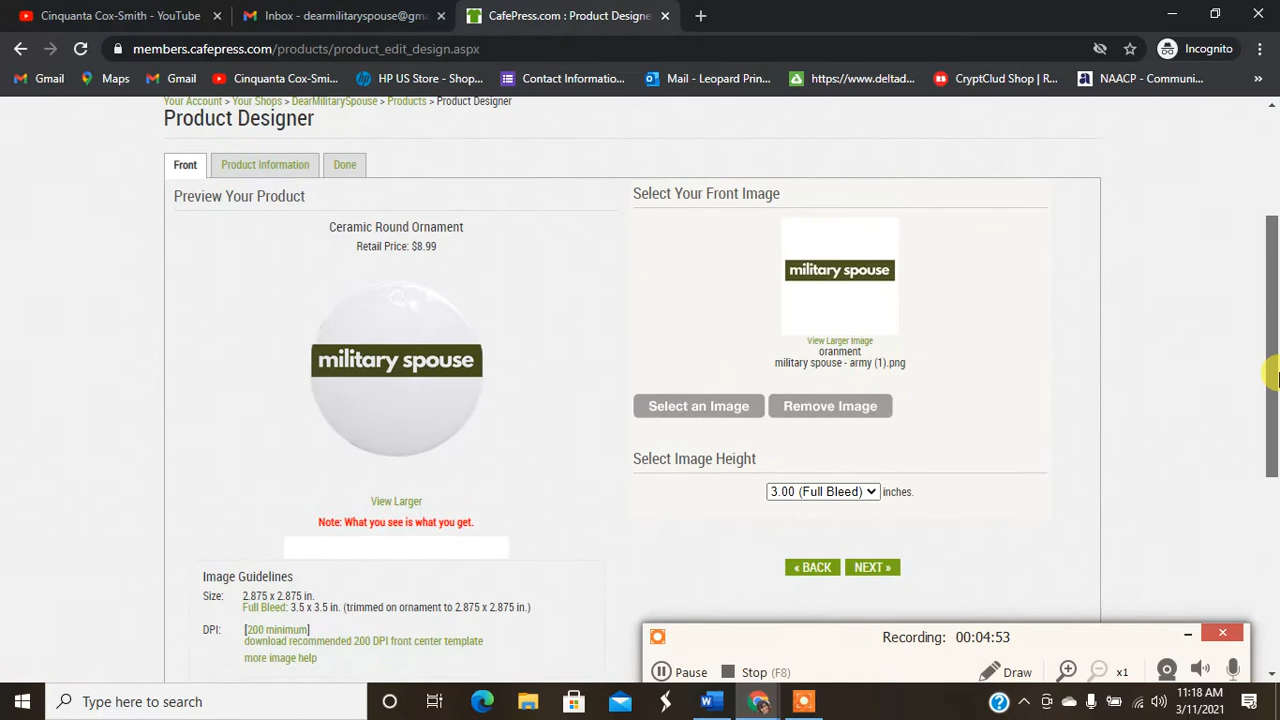 Cinquanta Cox-Smith - YouTube
Inbox - dearmilitaryspouse@gm
CafePress.com : Product Designe
members.cafepress.com/products/product_edit_design.aspx
Incognito
Gmail
Maps
Gmail
Cinquanta Cox-Smi...
HP US Store - Shop...
Contact Informatio...
Mail - Leonard Prin...
https://www.deltad...
CryptClud Shop | R...
NAACP - Communi...
Your Account > Your Shops > DearMilitarySpouse > Products > Product Designer
Product Designer
Front
Product Information
Done
Preview Your Product
Ceramic Round Ornament
Retail Price: $8.99
military spouse
View Larger
Note: What you see is what you get.
Image Guidelines
Size: 2.875 x 2.875 in.
Full Bleed: 3.5 x 3.5 in. (trimmed on ornament to 2.875 x 2.875 in.)
DPI: [200 minimum]
download recommended 200 DPI front center template
more image help
Select Your Front Image
military spouse
View Larger Image
oranment
military spouse - army (1).png
Select an Image
Remove Image
Select Image Height
3.00 (Full Bleed) inches.
« BACK
NEXT »
Recording: 00:04:53
Pause
Stop (F8)
Draw
x1
Type here to search
11:18 AM
3/11/2021